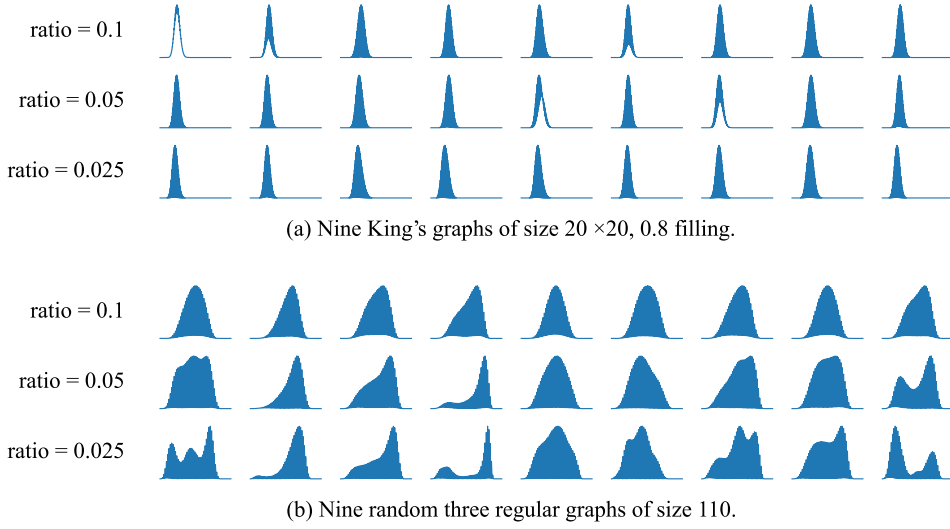 ratio = 0.1
ratio = 0.05
ratio = 0.025
(a) Nine King’s graphs of size 20 ×20, 0.8 filling.
ratio = 0.1
ratio = 0.05
ratio = 0.025
(b) Nine random three regular graphs of size 110.